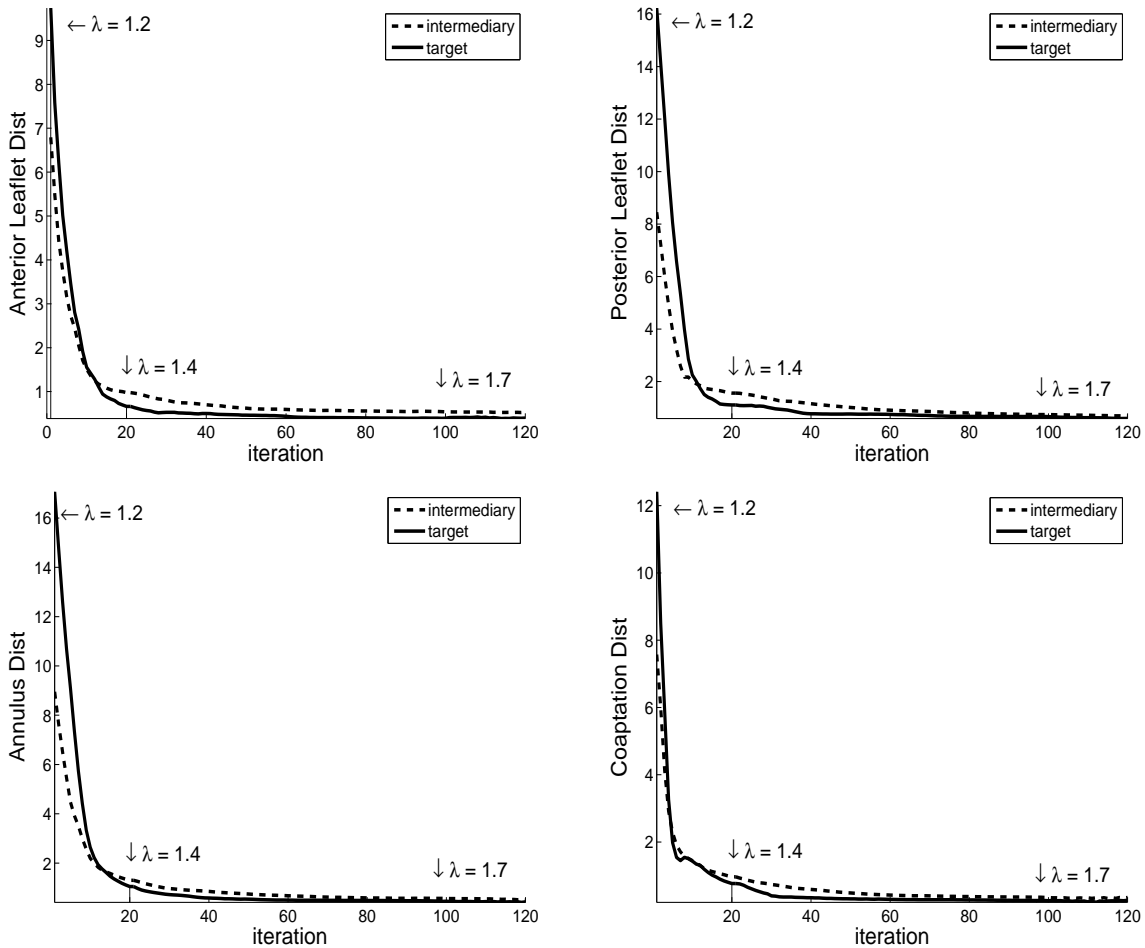 ← λ = 1.2
intermediary
target
9
8
7
6
5
4
3
2
1
Anterior Leaflet Dist
↓ λ = 1.4
↓ λ = 1.7
0 20 40 60 80 100 120
iteration
← λ = 1.2
intermediary
target
16
14
12
10
8
6
4
2
Posterior Leaflet Dist
↓ λ = 1.4
↓ λ = 1.7
20 40 60 80 100 120
iteration
← λ = 1.2
intermediary
target
16
14
12
10
8
6
4
2
Annulus Dist
↓ λ = 1.4
↓ λ = 1.7
20 40 60 80 100 120
iteration
← λ = 1.2
intermediary
target
12
10
8
6
4
2
Coaptation Dist
↓ λ = 1.4
↓ λ = 1.7
20 40 60 80 100 120
iteration